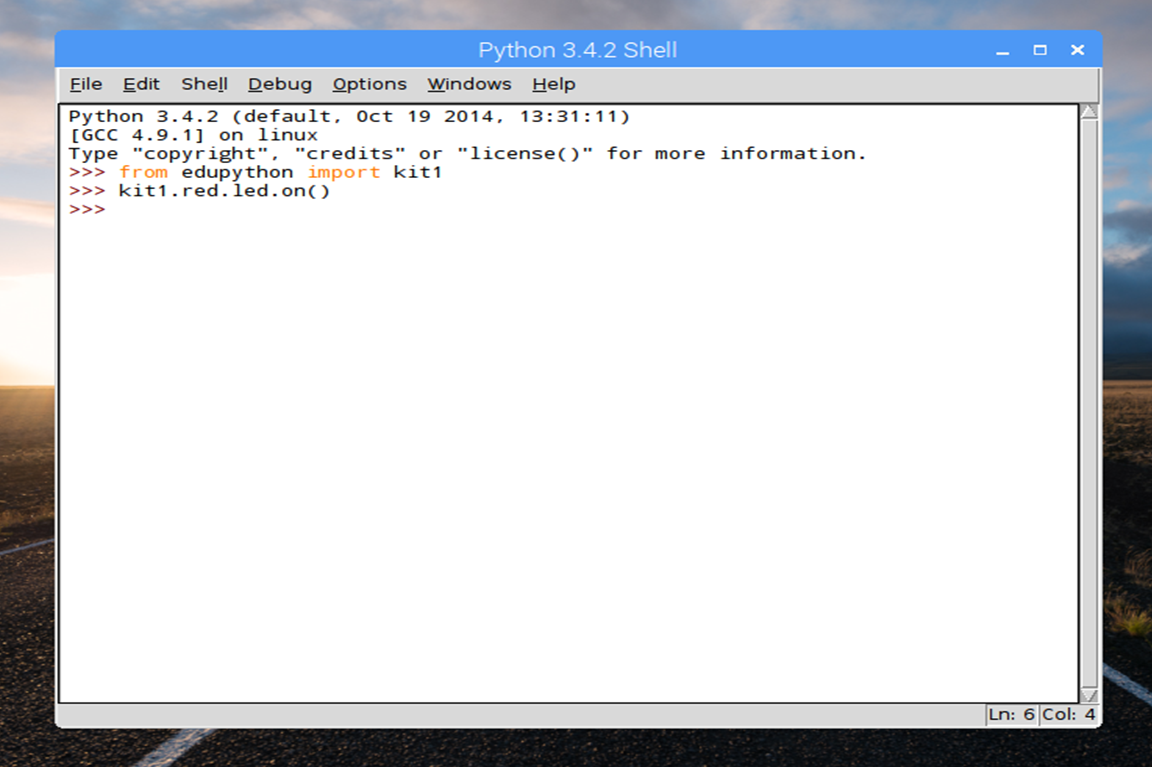 Python 3.4.2 Shell
File Edit Shell Debug Options Windows Help
Python 3.4.2 (default, Oct 19 2014, 13:31:11)
[GCC 4.9.1] on linux
Type "copyright", "credits" or "license()" for more information.
>>> from edupython import kit1
>>> kit1.red.led.on()
>>>
Ln: 6 Col: 4